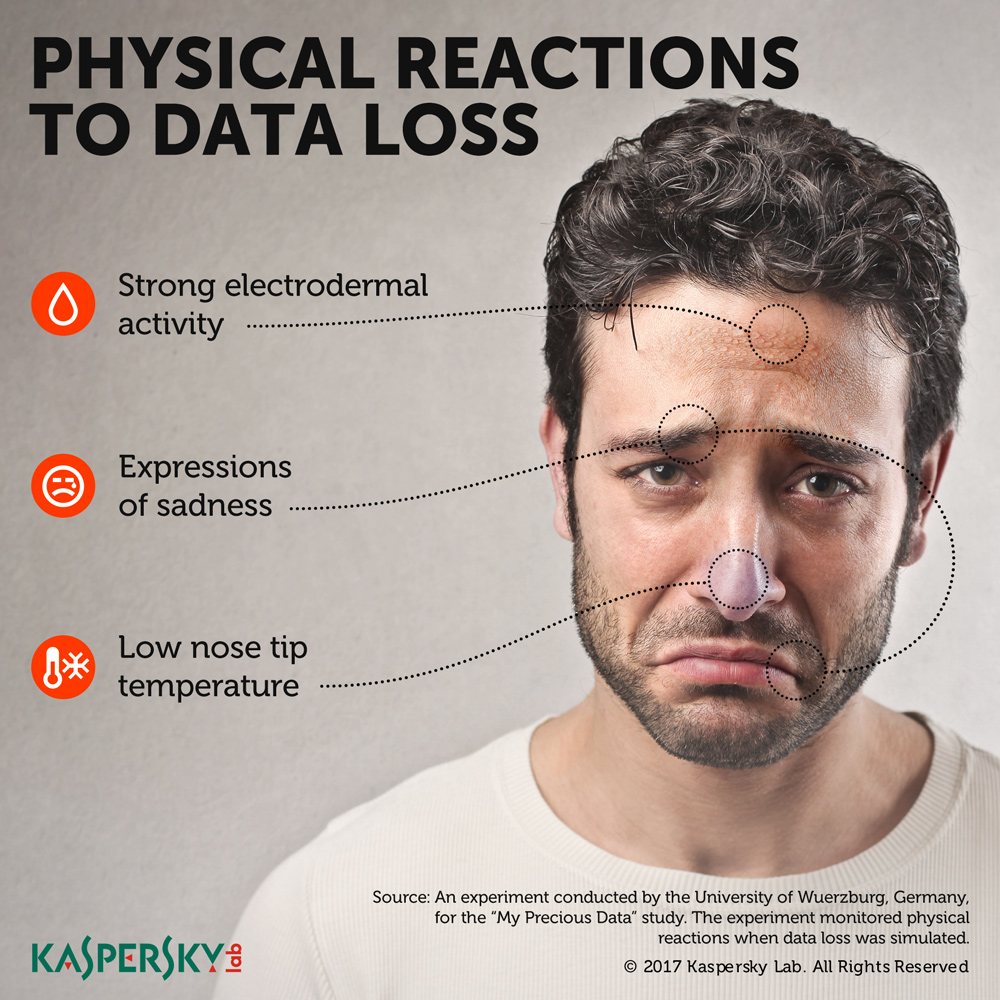 PHYSICAL REACTIONS
TO DATA LOSS
Strong electrodermal
activity
Expressions
of sadness
Low nose tip
temperature
Source: An experiment conducted by the University of Wuerzburg, Germany,
for the “My Precious Data” study. The experiment monitored physical
reactions when data loss was simulated.
KASPERSKY lab
© 2017 Kaspersky Lab. All Rights Reserved